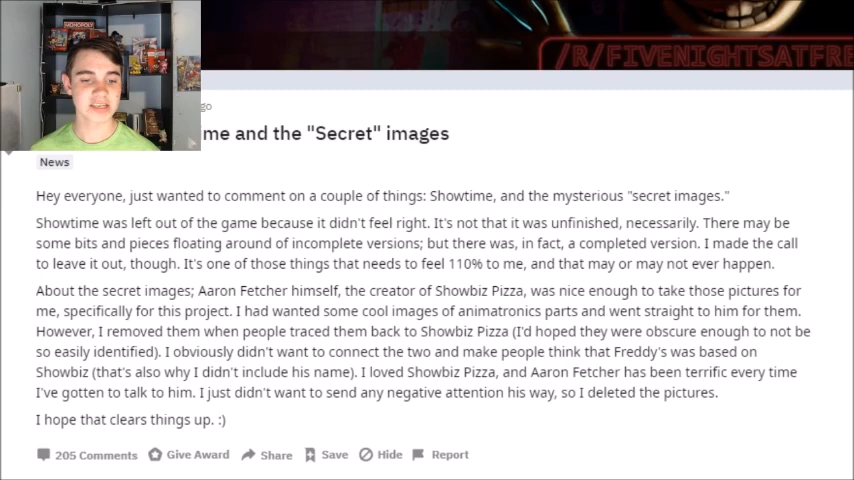 MONOPOLY
/R/FIVENIGHTSATFRE
go
me and the "Secret" images
News
Hey everyone, just wanted to comment on a couple of things: Showtime, and the mysterious "secret images."
Showtime was left out of the game because it didn't feel right. It's not that it was unfinished, necessarily. There may be
some bits and pieces floating around of incomplete versions; but there was, in fact, a completed version. I made the call
to leave it out, though. It's one of those things that needs to feel 110% to me, and that may or may not ever happen.
About the secret images; Aaron Fetcher himself, the creator of Showbiz Pizza, was nice enough to take those pictures for
me, specifically for this project. I had wanted some cool images of animatronics parts and went straight to him for them.
However, I removed them when people traced them back to Showbiz Pizza (I'd hoped they were obscure enough to not be
so easily identified). I obviously didn't want to connect the two and make people think that Freddy's was based on
Showbiz (that's also why I didn't include his name). I loved Showbiz Pizza, and Aaron Fetcher has been terrific every time
I've gotten to talk to him. I just didn't want to send any negative attention his way, so I deleted the pictures.
I hope that clears things up. :)
205 Comments Give Award Share Save Hide Report